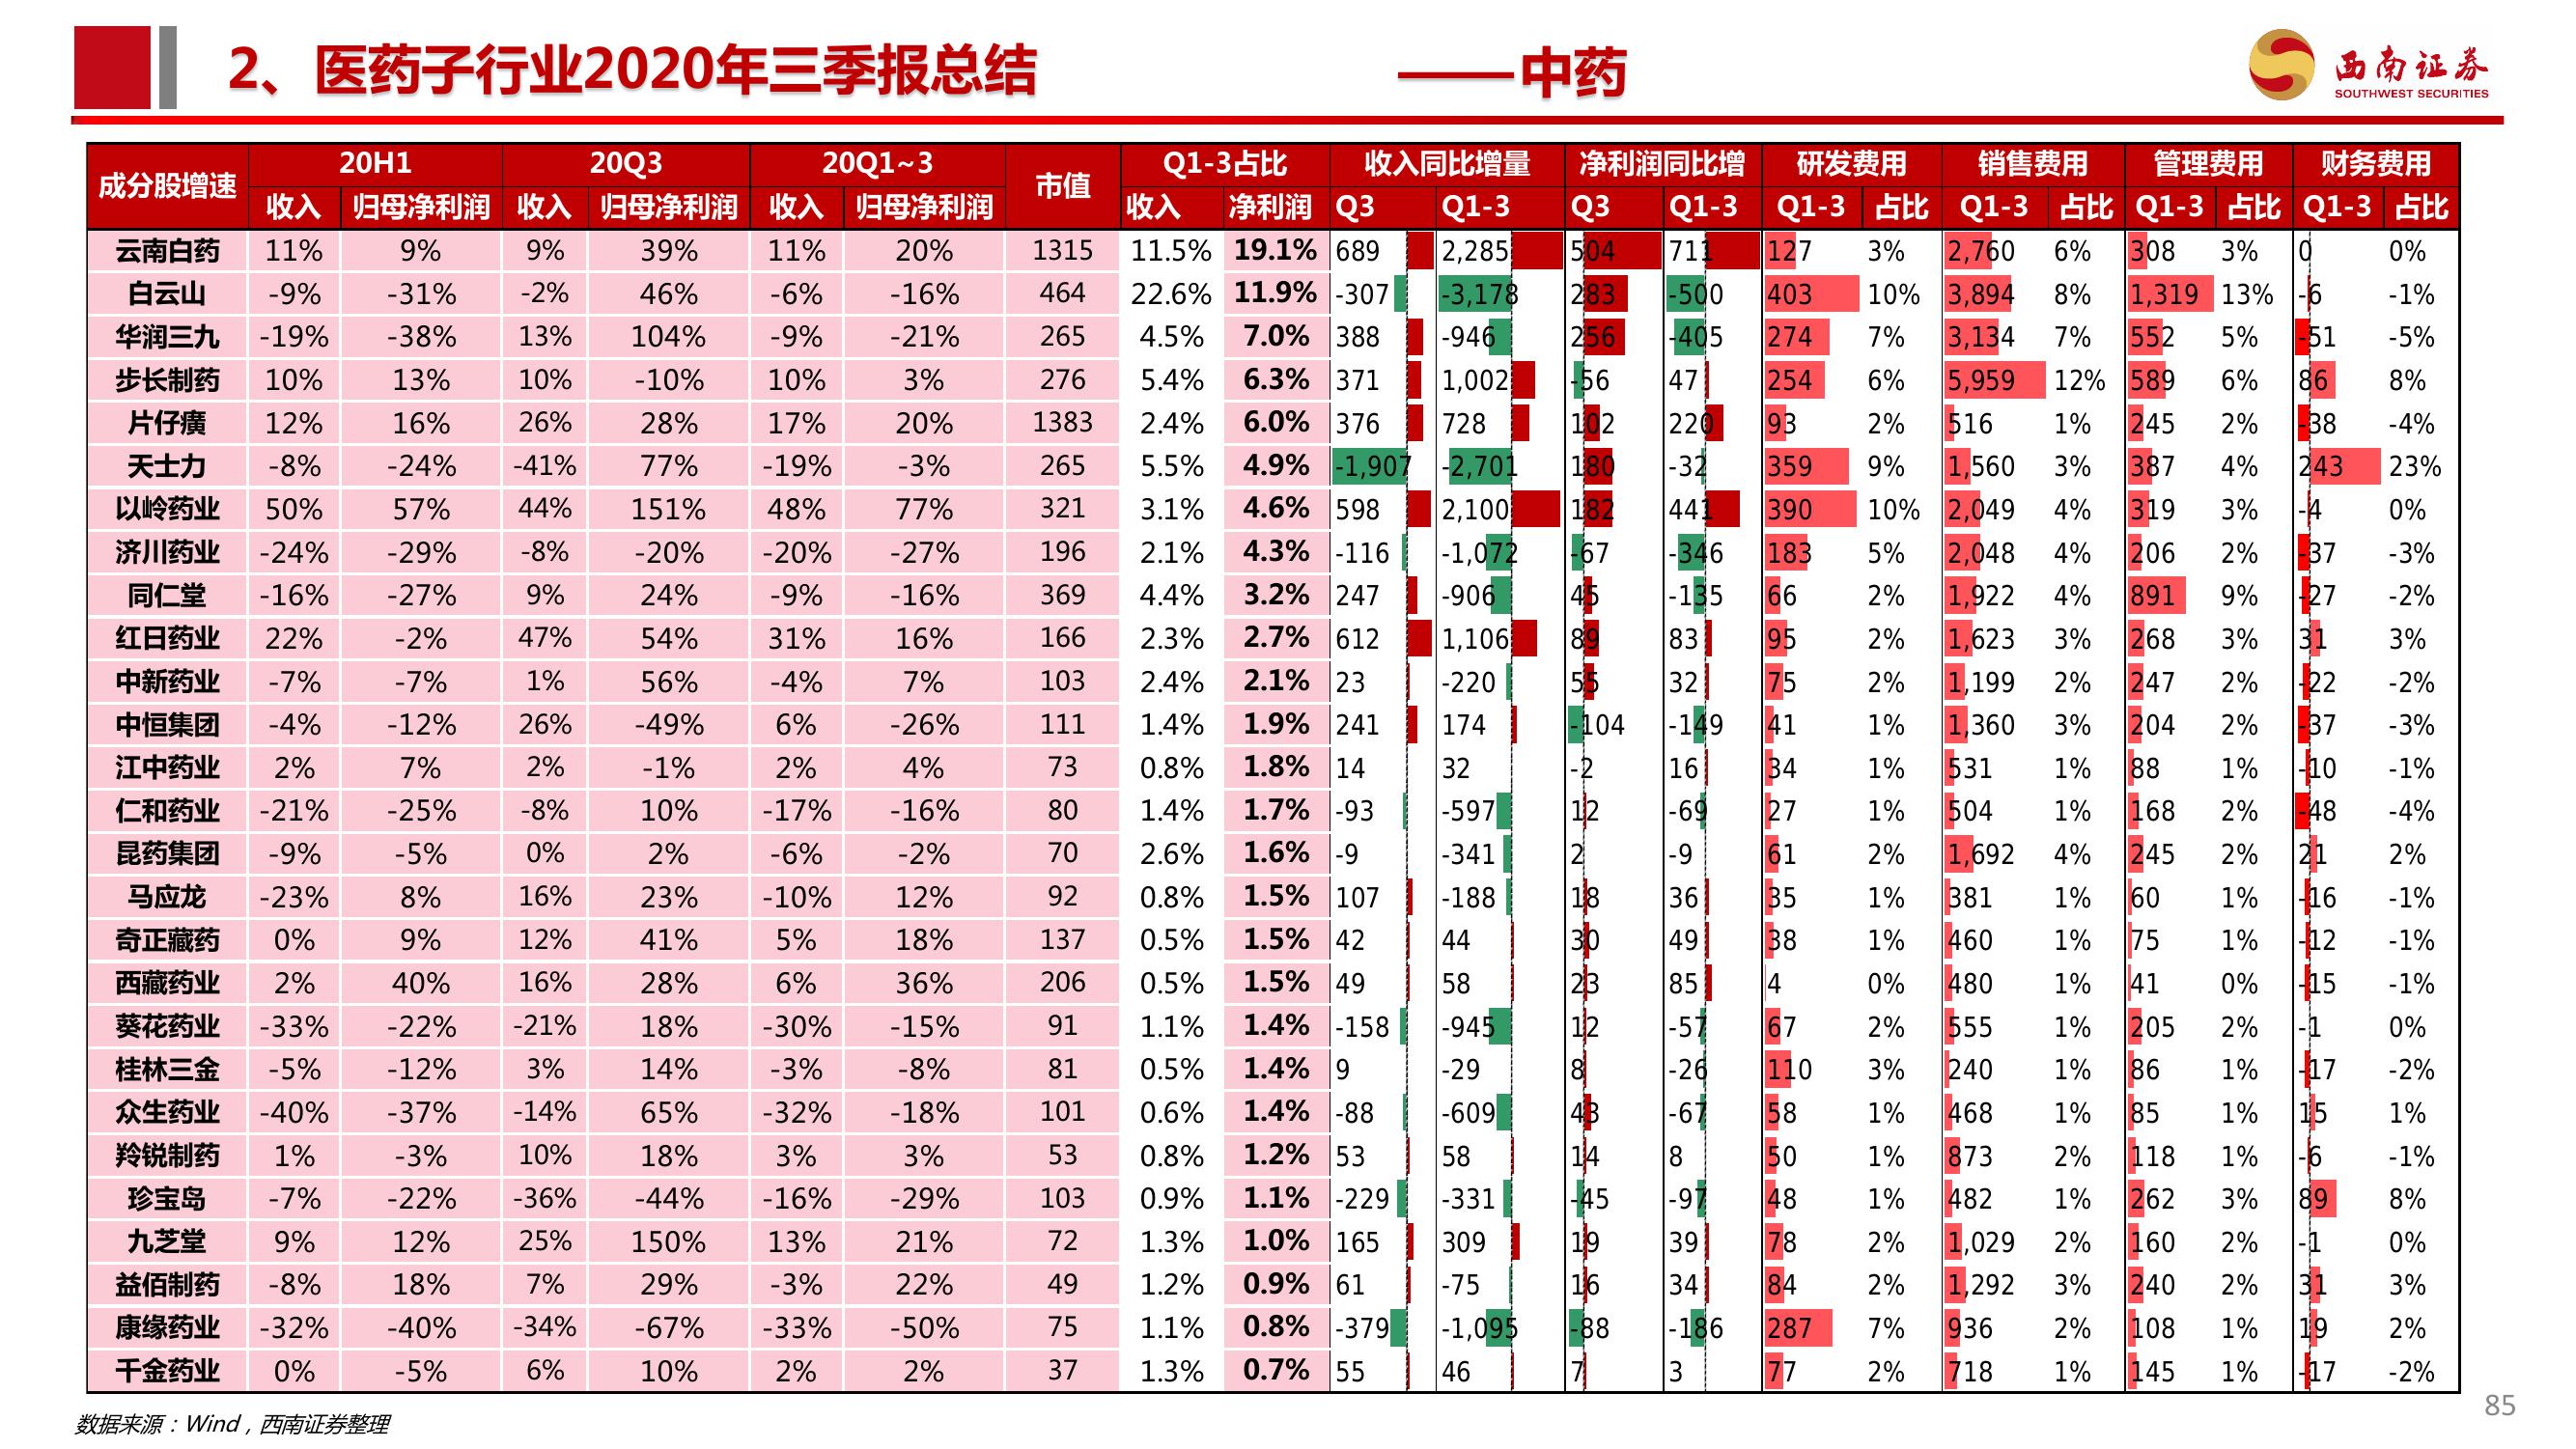 2、医药子行业2020年三季报总结 ——中药
西南证券
SOUTHWEST SECURITIES
成分股增速 20H1 20Q3 20Q1~3 市值 Q1-3占比 收入同比增量 净利润同比增 研发费用 销售费用 管理费用 财务费用
收入 归母净利润 收入 归母净利润 收入 归母净利润 收入 净利润 Q3 Q1-3 Q3 Q1-3 Q1-3 占比 Q1-3 占比 Q1-3 占比 Q1-3 占比
云南白药 11% 9% 9% 39% 11% 20% 1315 11.5% 19.1% 689 2,285 504 711 127 3% 2,760 6% 308 3% 0 0%
白云山 -9% -31% -2% 46% -6% -16% 464 22.6% 11.9% -307 -3,178 283 -500 403 10% 3,894 8% 1,319 13% -6 -1%
华润三九 -19% -38% 13% 104% -9% -21% 265 4.5% 7.0% 388 -946 256 -405 274 7% 3,134 7% 552 5% -51 -5%
步长制药 10% 13% 10% -10% 10% 3% 276 5.4% 6.3% 371 1,002 -56 47 254 6% 5,959 12% 589 6% 86 8%
片仔癀 12% 16% 26% 28% 17% 20% 1383 2.4% 6.0% 376 728 102 220 93 2% 516 1% 245 2% -38 -4%
天士力 -8% -24% -41% 77% -19% -3% 265 5.5% 4.9% -1,907 -2,701 180 -32 359 9% 1,560 3% 387 4% 243 23%
以岭药业 50% 57% 44% 151% 48% 77% 321 3.1% 4.6% 598 2,100 182 441 390 10% 2,049 4% 319 3% -4 0%
济川药业 -24% -29% -8% -20% -20% -27% 196 2.1% 4.3% -116 -1,072 -67 -346 183 5% 2,048 4% 206 2% -37 -3%
同仁堂 -16% -27% 9% 24% -9% -16% 369 4.4% 3.2% 247 -906 45 -135 66 2% 1,922 4% 891 9% -27 -2%
红日药业 22% -2% 47% 54% 31% 16% 166 2.3% 2.7% 612 1,106 89 83 95 2% 1,623 3% 268 3% 31 3%
中新药业 -7% -7% 1% 56% -4% 7% 103 2.4% 2.1% 23 -220 55 32 75 2% 1,199 2% 247 2% -22 -2%
中恒集团 -4% -12% 26% -49% 6% -26% 111 1.4% 1.9% 241 174 -104 -149 41 1% 1,360 3% 204 2% -37 -3%
江中药业 2% 7% 2% -1% 2% 4% 73 0.8% 1.8% 14 32 -2 16 34 1% 531 1% 88 1% -10 -1%
仁和药业 -21% -25% -8% 10% -17% -16% 80 1.4% 1.7% -93 -597 12 -69 27 1% 504 1% 168 2% -48 -4%
昆药集团 -9% -5% 0% 2% -6% -2% 70 2.6% 1.6% -9 -341 2 -9 61 2% 1,692 4% 245 2% 21 2%
马应龙 -23% 8% 16% 23% -10% 12% 92 0.8% 1.5% 107 -188 18 36 35 1% 381 1% 60 1% -16 -1%
奇正藏药 0% 9% 12% 41% 5% 18% 137 0.5% 1.5% 42 44 30 49 38 1% 460 1% 75 1% -12 -1%
西藏药业 2% 40% 16% 28% 6% 36% 206 0.5% 1.5% 49 58 23 85 4 0% 480 1% 41 0% -15 -1%
葵花药业 -33% -22% -21% 18% -30% -15% 91 1.1% 1.4% -158 -945 12 -57 67 2% 555 1% 205 2% -1 0%
桂林三金 -5% -12% 3% 14% -3% -8% 81 0.5% 1.4% 9 -29 8 -26 110 3% 240 1% 86 1% -17 -2%
众生药业 -40% -37% -14% 65% -32% -18% 101 0.6% 1.4% -88 -609 43 -67 58 1% 468 1% 85 1% 15 1%
羚锐制药 1% -3% 10% 18% 3% 3% 53 0.8% 1.2% 53 58 14 8 50 1% 873 2% 118 1% -6 -1%
珍宝岛 -7% -22% -36% -44% -16% -29% 103 0.9% 1.1% -229 -331 -45 -97 48 1% 482 1% 262 3% 89 8%
九芝堂 9% 12% 25% 150% 13% 21% 72 1.3% 1.0% 165 309 19 39 78 2% 1,029 2% 160 2% -1 0%
益佰制药 -8% 18% 7% 29% -3% 22% 49 1.2% 0.9% 61 -75 16 34 84 2% 1,292 3% 240 2% 31 3%
康缘药业 -32% -40% -34% -67% -33% -50% 75 1.1% 0.8% -379 -1,095 -88 -186 287 7% 936 2% 108 1% 19 2%
千金药业 0% -5% 6% 10% 2% 2% 37 1.3% 0.7% 55 46 7 3 77 2% 718 1% 145 1% -17 -2%
数据来源：Wind，西南证券整理
85